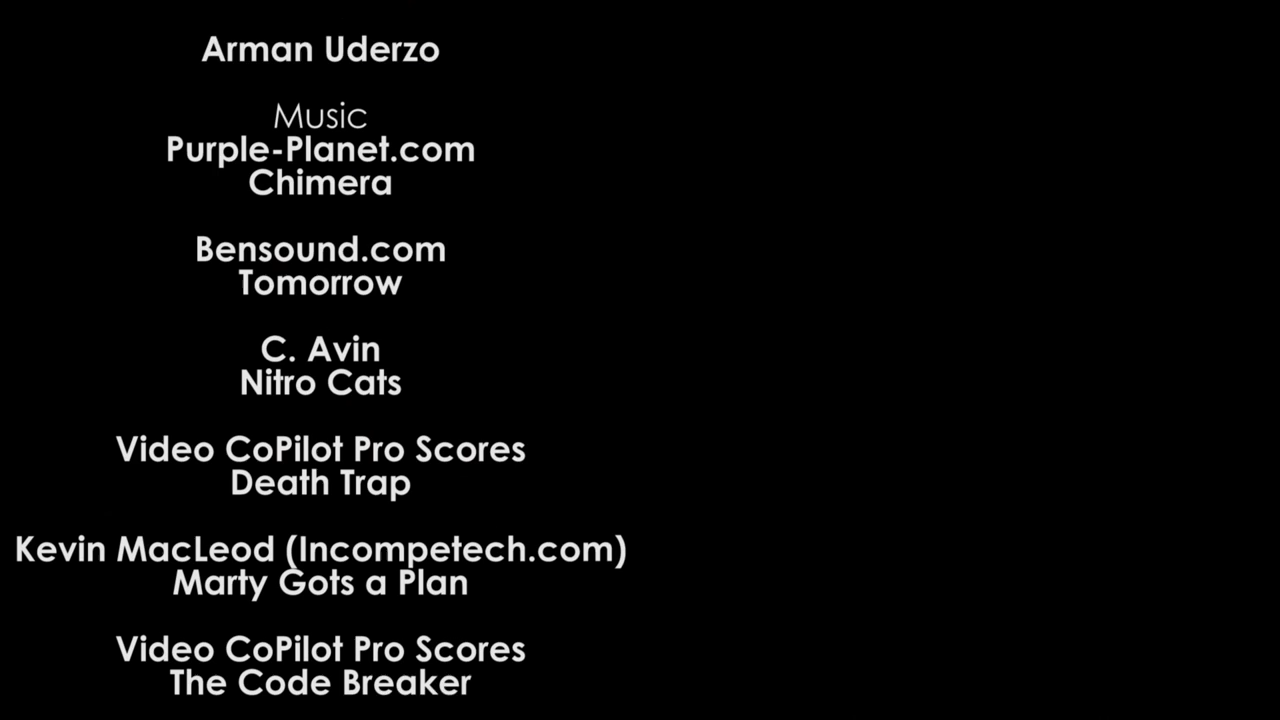 Arman Uderzo
Music
Purple-Planet.com
Chimera
Bensound.com
Tomorrow
C. Avin
Nitro Cats
Video CoPilot Pro Scores
Death Trap
Kevin MacLeod (Incompetech.com)
Marty Gots a Plan
Video CoPilot Pro Scores
The Code Breaker